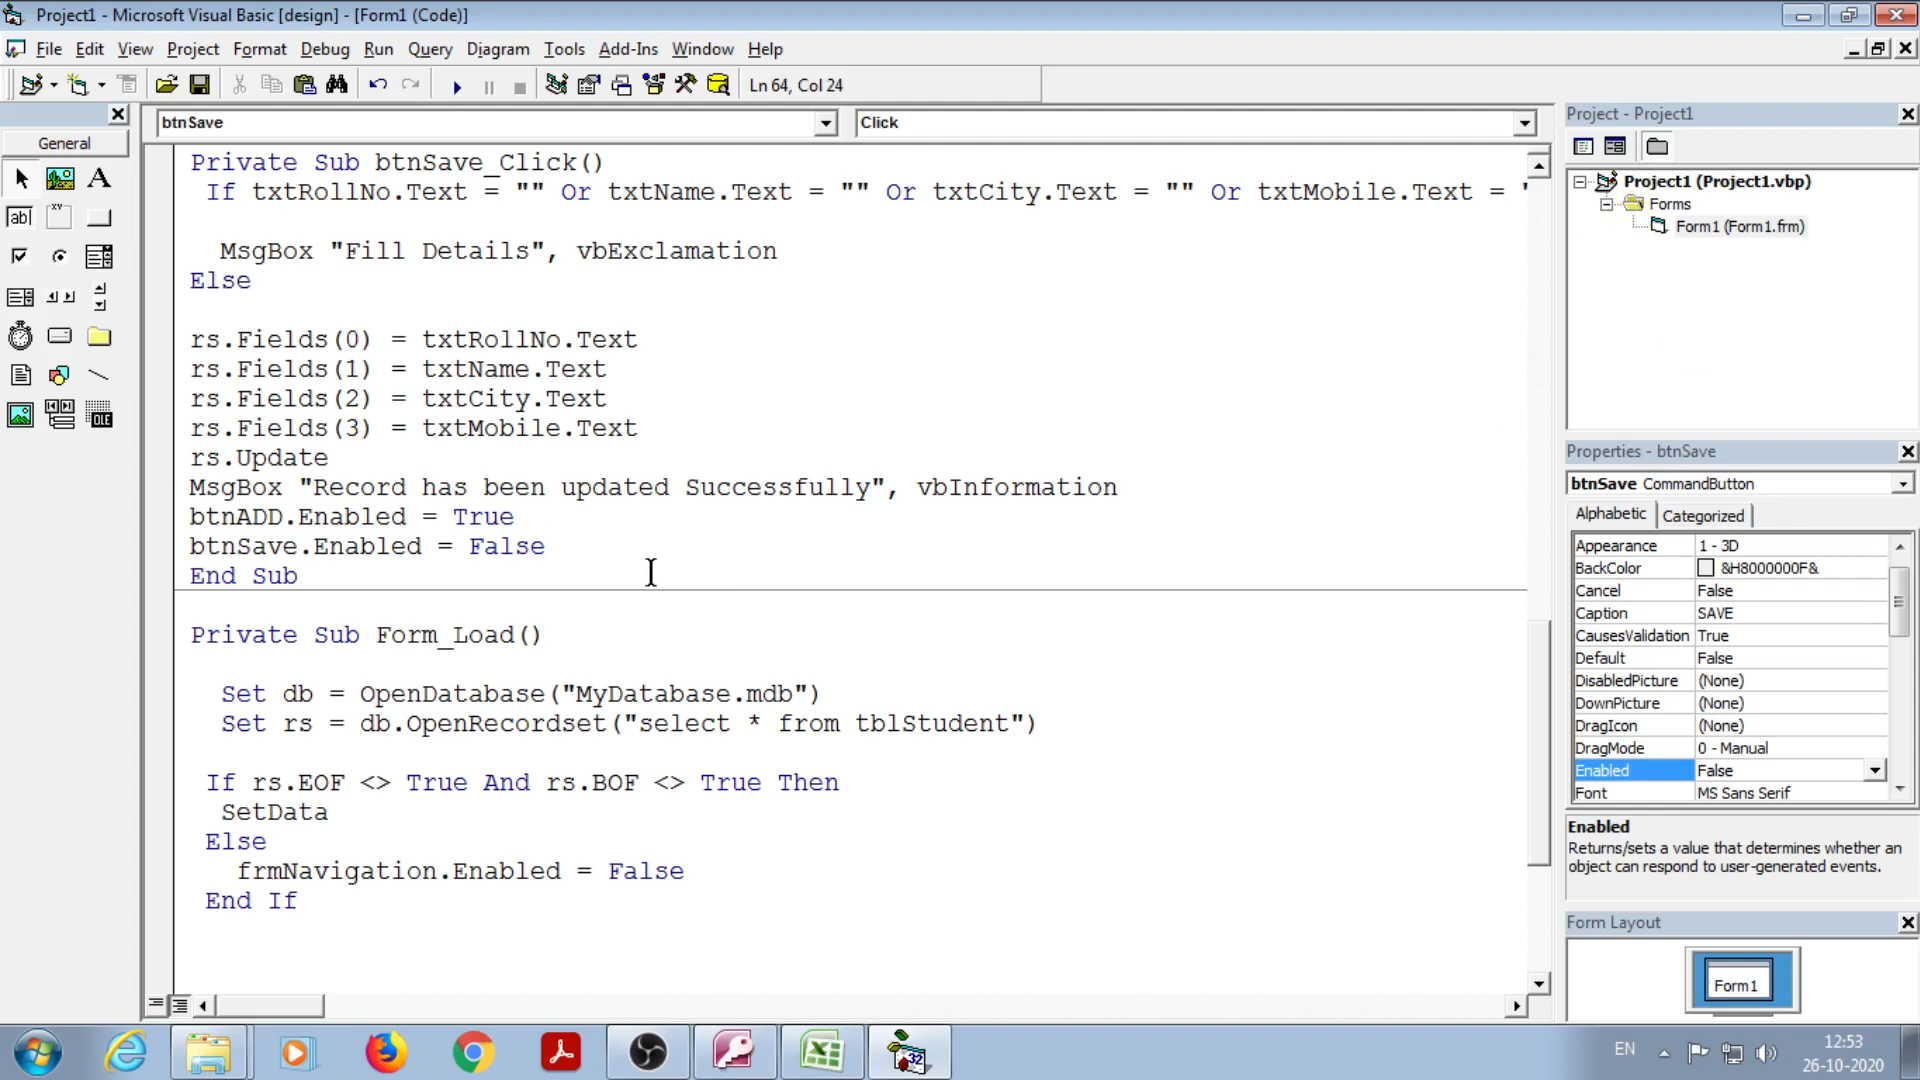 Project1 - Microsoft Visual Basic [design] - [Form1 (Code)]
File Edit View Project Format Debug Run Query Diagram Tools Add-Ins Window Help
Ln 64, Col 24
General
btnSave
Click
Private Sub btnSave_Click()
If txtRollNo.Text = "" Or txtName.Text = "" Or txtCity.Text = "" Or txtMobile.Text = '
MsgBox "Fill Details", vbExclamation
Else
rs.Fields(0) = txtRollNo.Text
rs.Fields(1) = txtName.Text
rs.Fields(2) = txtCity.Text
rs.Fields(3) = txtMobile.Text
rs.Update
MsgBox "Record has been updated Successfully", vbInformation
btnADD.Enabled = True
btnSave.Enabled = False
End Sub
Private Sub Form_Load()
Set db = OpenDatabase("MyDatabase.mdb")
Set rs = db.OpenRecordset("select * from tblStudent")
If rs.EOF <> True And rs.BOF <> True Then
SetData
Else
frmNavigation.Enabled = False
End If
Project - Project1
Project1 (Project1.vbp)
Forms
Form1 (Form1.frm)
Properties - btnSave
btnSave CommandButton
Alphabetic Categorized
Appearance 1 - 3D
BackColor &H8000000F&
Cancel False
Caption SAVE
CausesValidation True
Default False
DisabledPicture (None)
DownPicture (None)
DragIcon (None)
DragMode 0 - Manual
Enabled False
Font MS Sans Serif
Enabled
Returns/sets a value that determines whether an
object can respond to user-generated events.
Form Layout
Form1
EN
12:53
26-10-2020